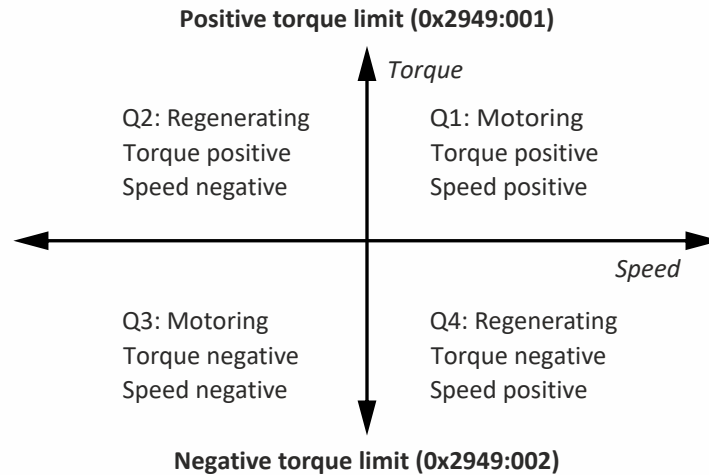 Positive torque limit (0x2949:001)
Torque
Q2: Regenerating
Torque positive
Speed negative
Q1: Motoring
Torque positive
Speed positive
Speed
Q3: Motoring
Torque negative
Speed negative
Q4: Regenerating
Torque negative
Speed positive
Negative torque limit (0x2949:002)